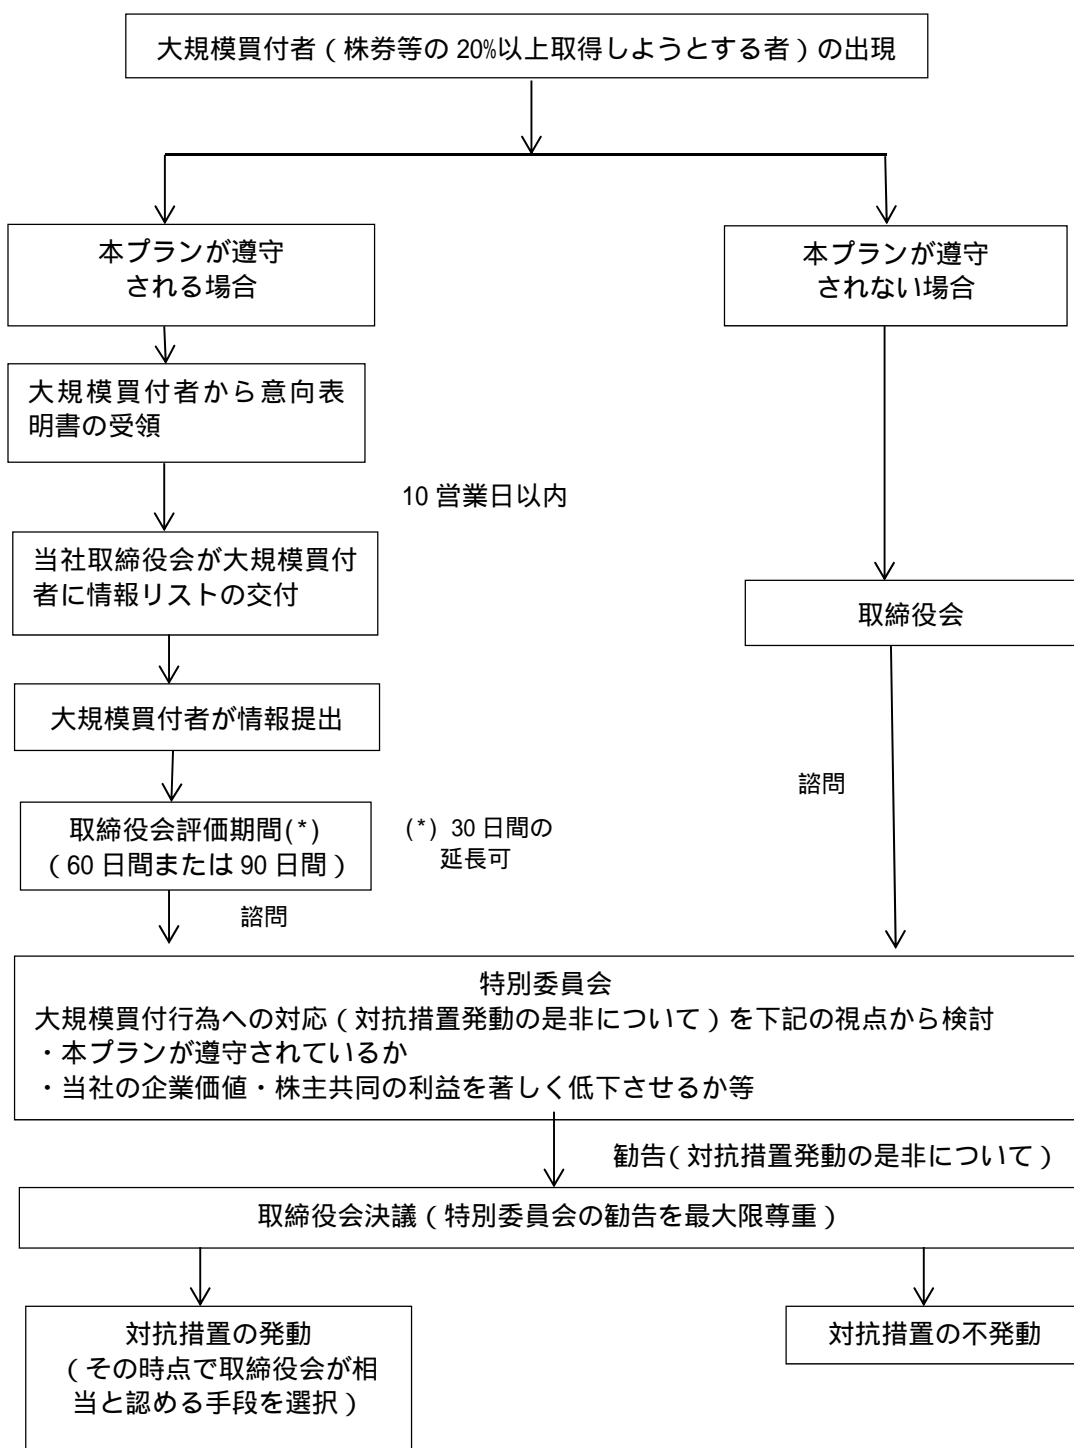 大規模買付者(株券等の 20%以上取得しようとする者)の出現
本プランが遵守
される場合
本プランが遵守
されない場合
大規模買付者から意向表
明書の受領
10 営業日以内
当社取締役会が大規模買付
者に情報リストの交付
取締役会
大規模買付者が情報提出
諮問
取締役会評価期間(*)
(60 日間または 90 日間)
(*) 30 日間の
延長可
諮問
特別委員会
大規模買付行為への対応(対抗措置発動の是非について)を下記の視点から検討
・本プランが遵守されているか
・当社の企業価値・株主共同の利益を著しく低下させるか等
勧告(対抗措置発動の是非について)
取締役会決議(特別委員会の勧告を最大限尊重)
対抗措置の発動
(その時点で取締役会が相
当と認める手段を選択)
対抗措置の不発動